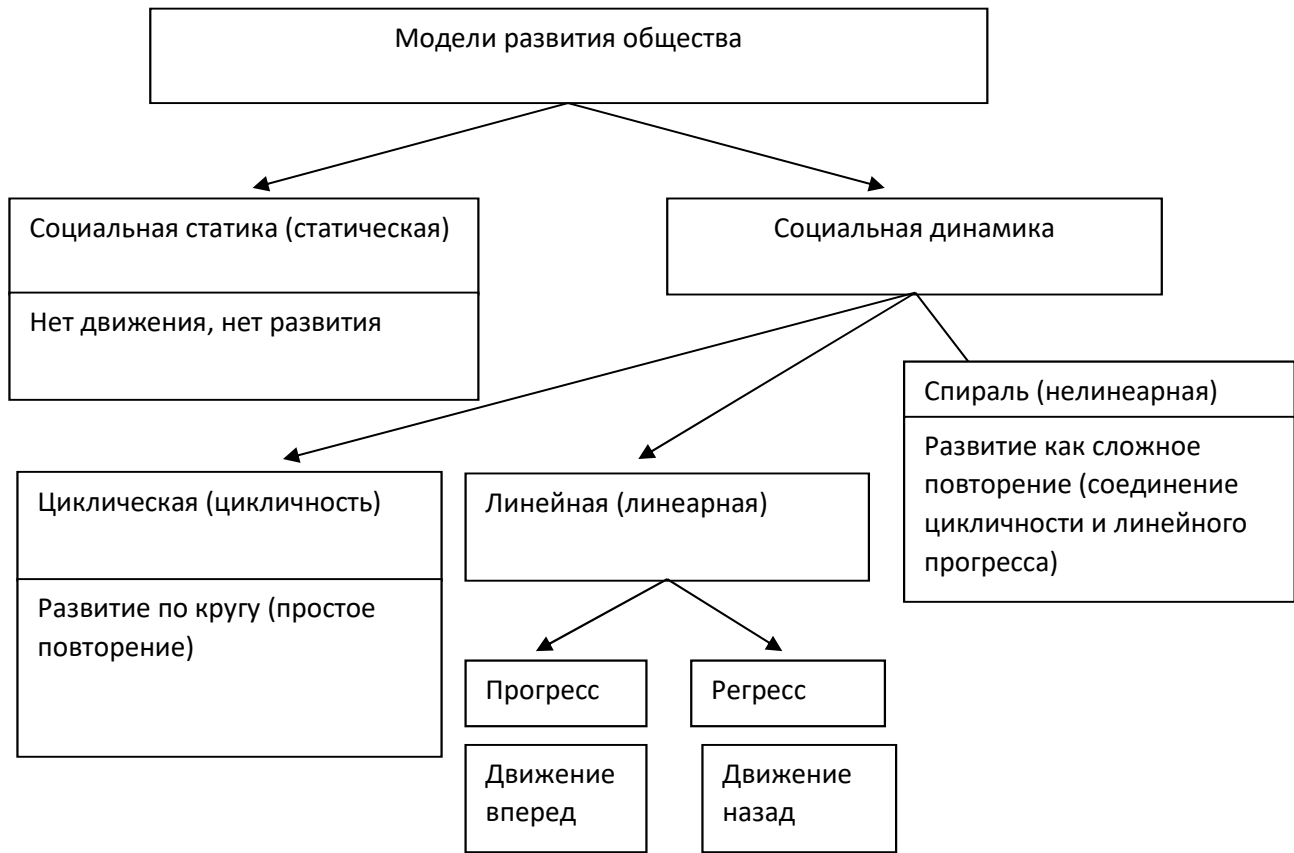 Модели развития общества
Социальная статика (статическая)
Нет движения, нет развития
Социальная динамика
Циклическая (цикличность)
Развитие по кругу (простое
повторение)
Линейная (линеарная)
Прогресс
Движение
вперед
Регресс
Движение
назад
Спираль (нелинеарная)
Развитие как сложное
повторение (соединение
цикличности и линейного
прогресса)